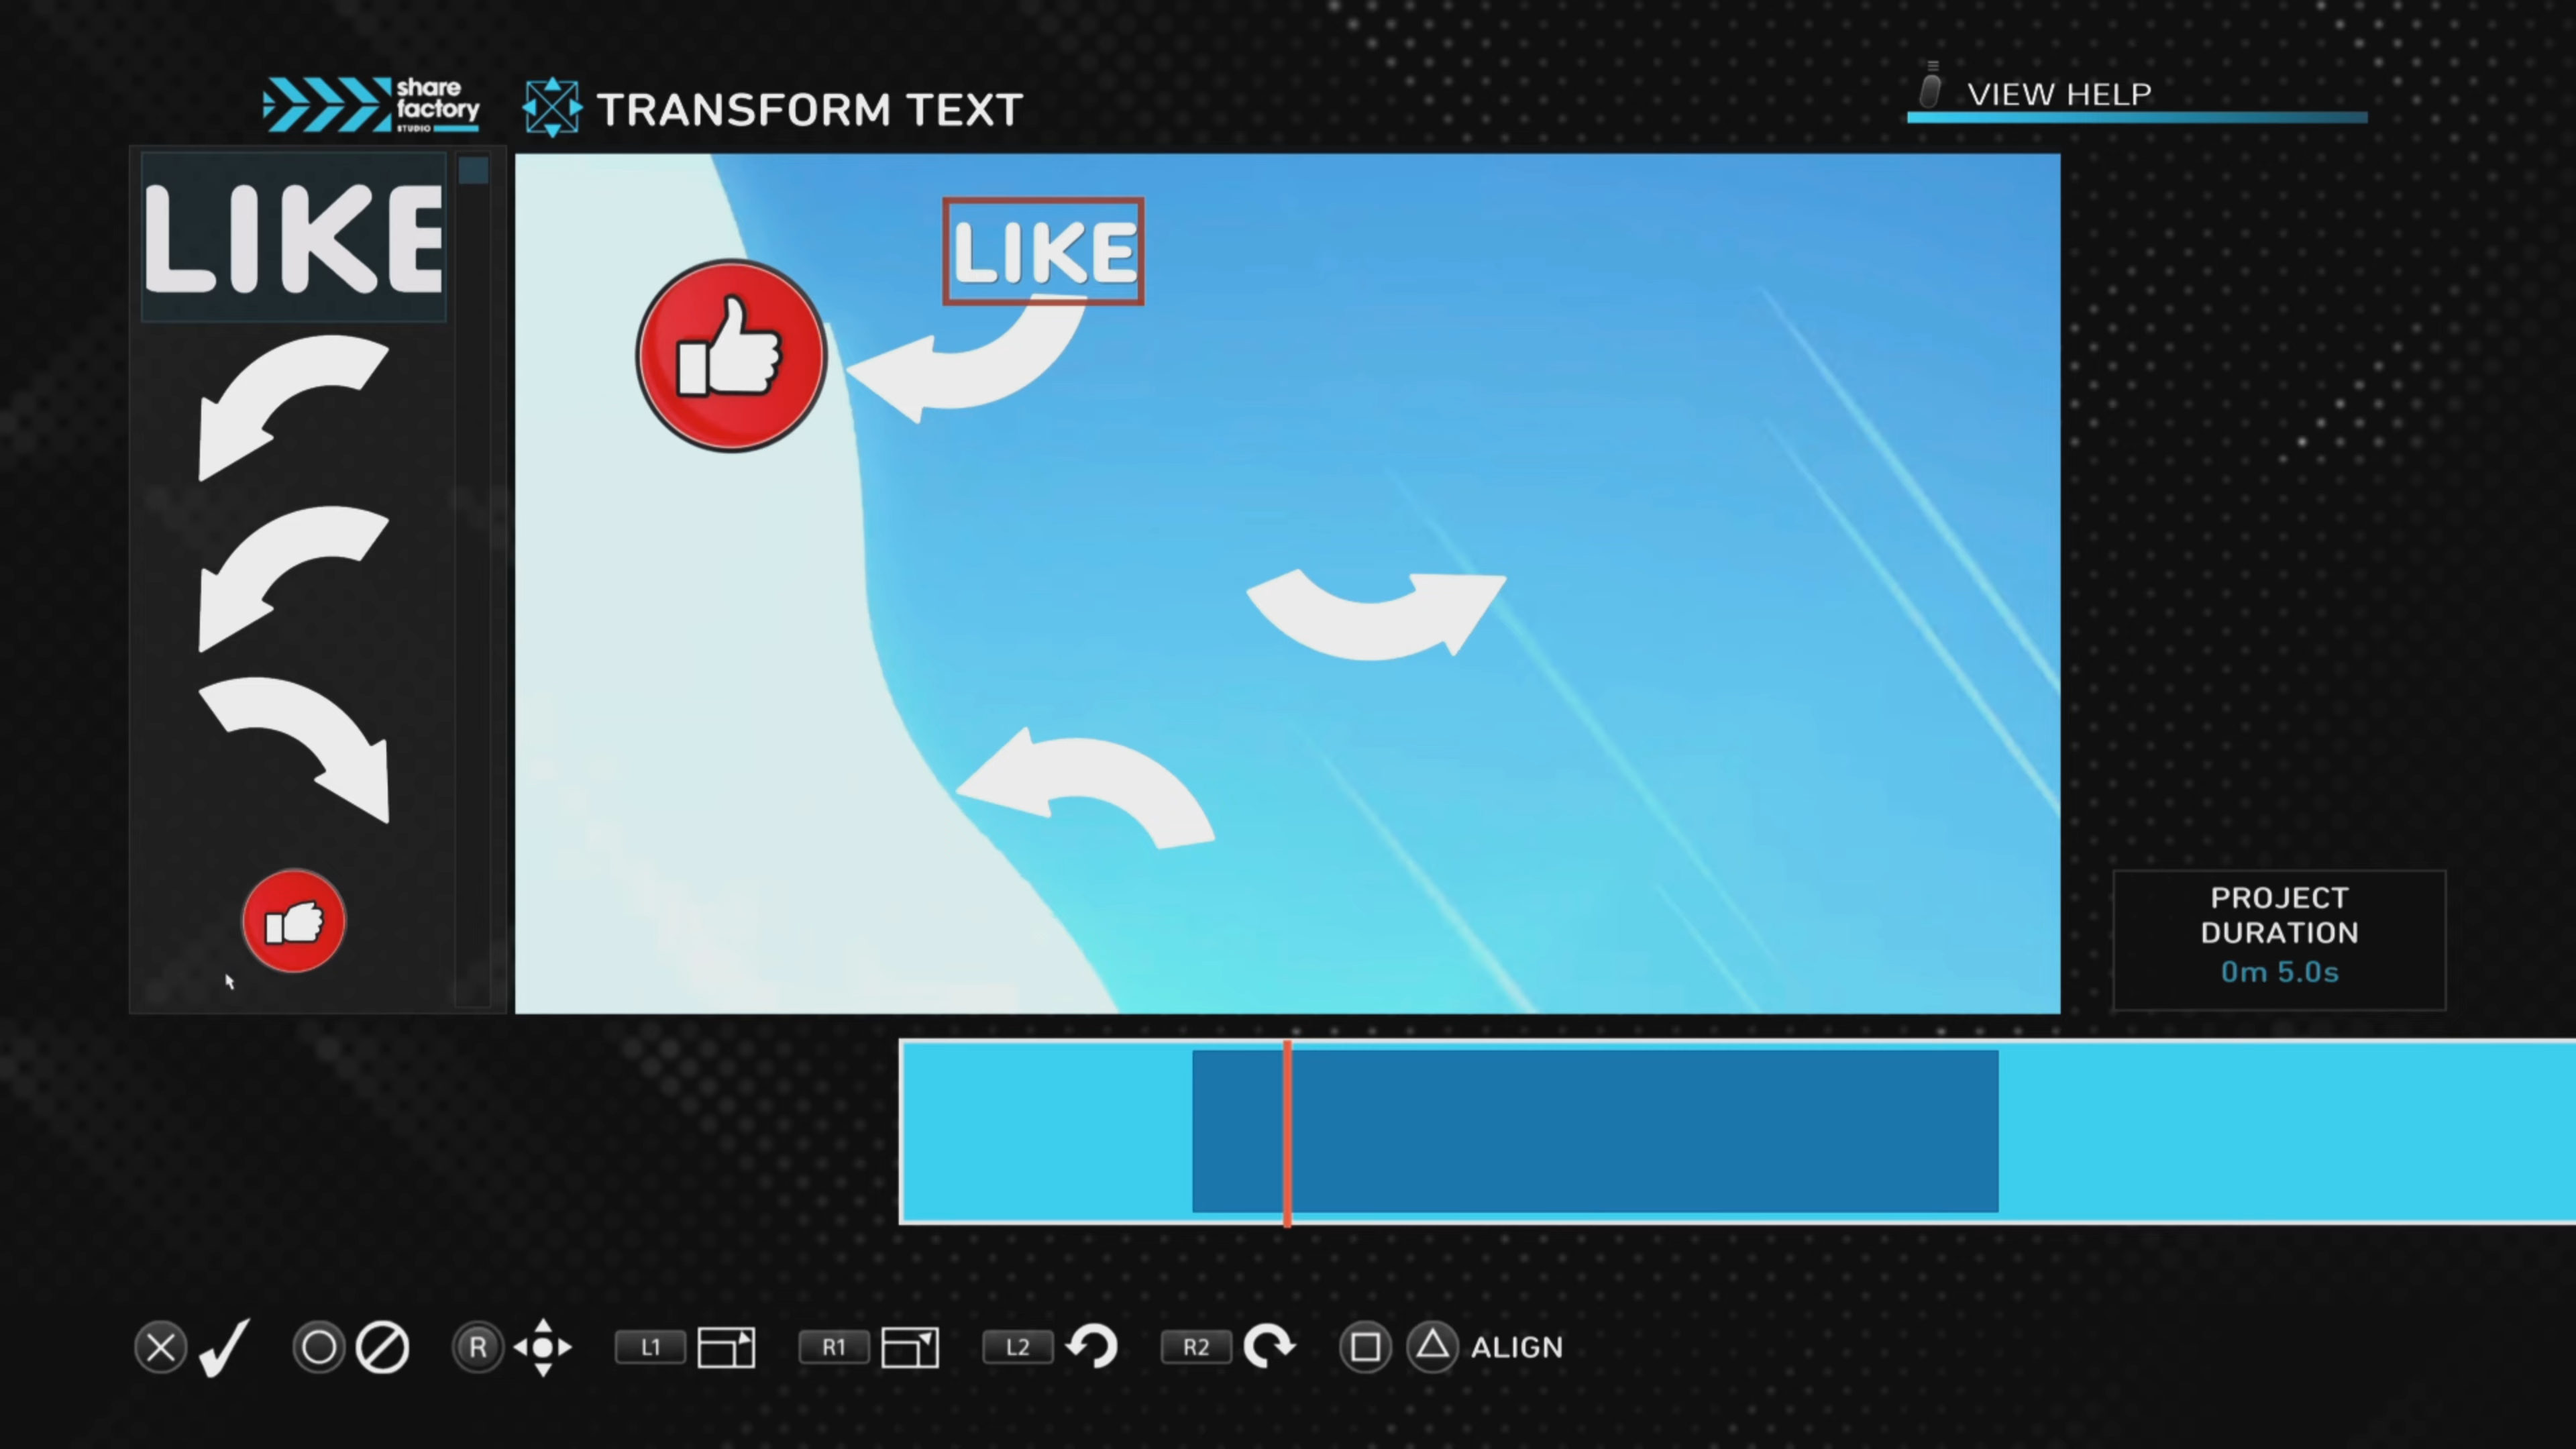 share
factory
STUDIO
TRANSFORM TEXT
VIEW HELP
LIKE
LIKE
PROJECT
DURATION
0m 5.0s
R
L1
R1
L2
R2
ALIGN